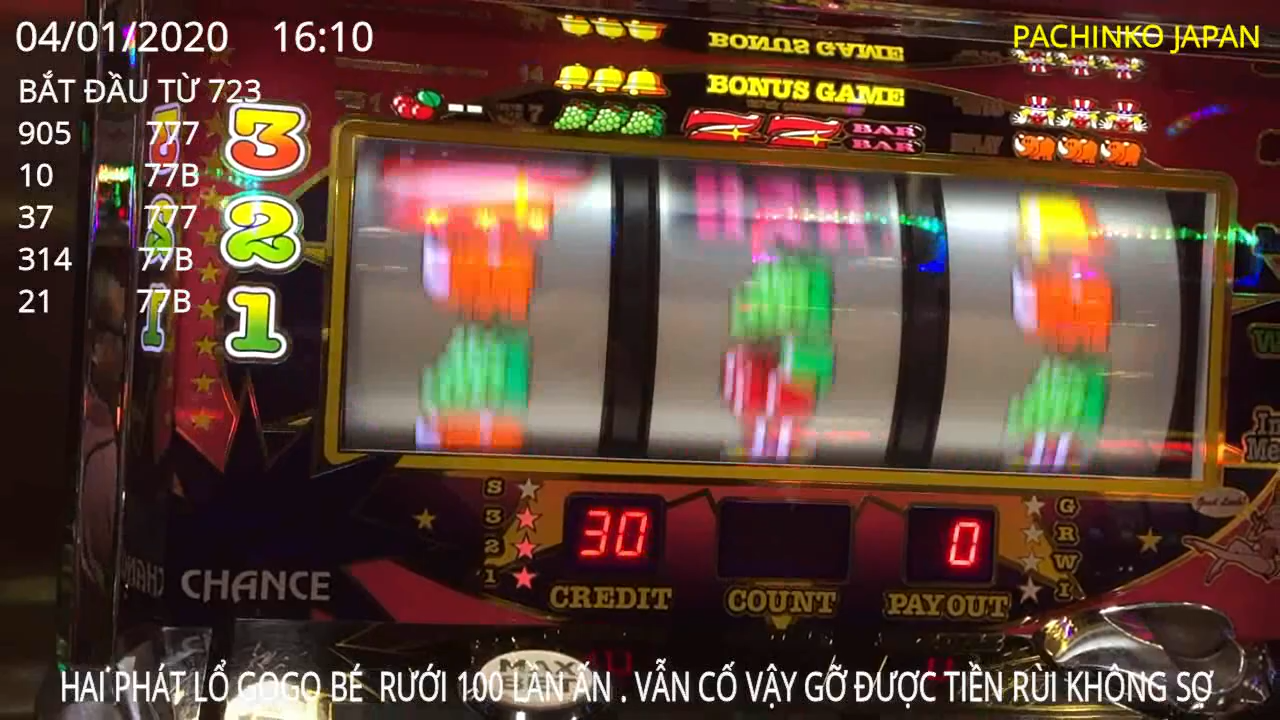 04/01/2020 16:10
PACHINKO JAPAN
BẮT ĐẦU TỪ 723
905 777
10 77B
37 777
314 77B
21 77B
BONUS GAME
BONUS GAME
BAR
BAR
3
2
1
S
3
2
1
30
0
G
R
W
I
CREDIT
COUNT
PAY OUT
CHANCE
MAX
HAI PHÁT LỔ GOGO BÉ RƯỚI 100 LẦN ẤN . VẪN CỐ VẬY GỠ ĐƯỢC TIỀN RÙI KHÔNG SỢ